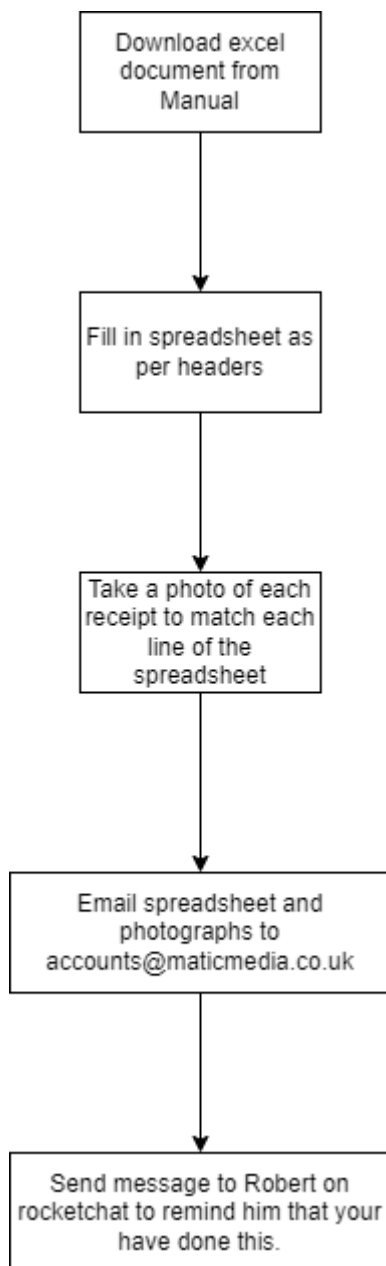 Download excel
document from
Manual
Fill in spreadsheet as
per headers
Take a photo of each
receipt to match each
line of the
spreadsheet
Email spreadsheet and
photographs to
accounts@maticmedia.co.uk
Send message to Robert on
rocketchat to remind him that your
have done this.